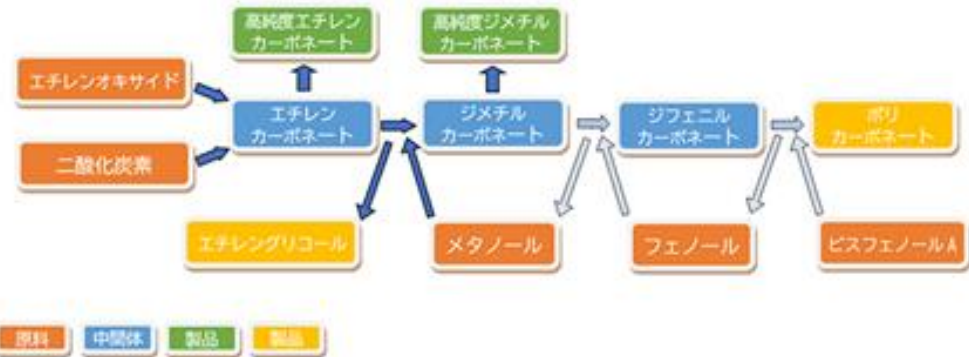 高純度エチレン
カーボネート
高純度ジメチル
カーボネート
エチレンオキサイド
エチレン
カーボネート
ジメチル
カーボネート
ジフェニル
カーボネート
ポリ
カーボネート
二酸化炭素
エチレングリコール
メタノール
フェノール
ビスフェノールA
原料
中間体
製品
製品